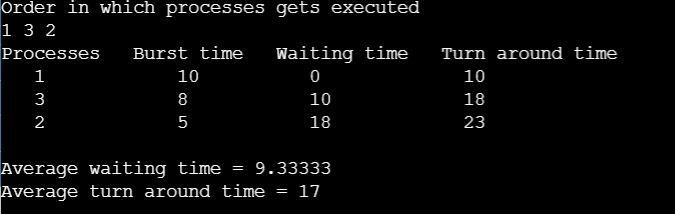 Order in which processes gets executed
1 3 2
Processes Burst time Waiting time Turn around time
1 10 0 10
3 8 10 18
2 5 18 23
Average waiting time = 9.33333
Average turn around time = 17